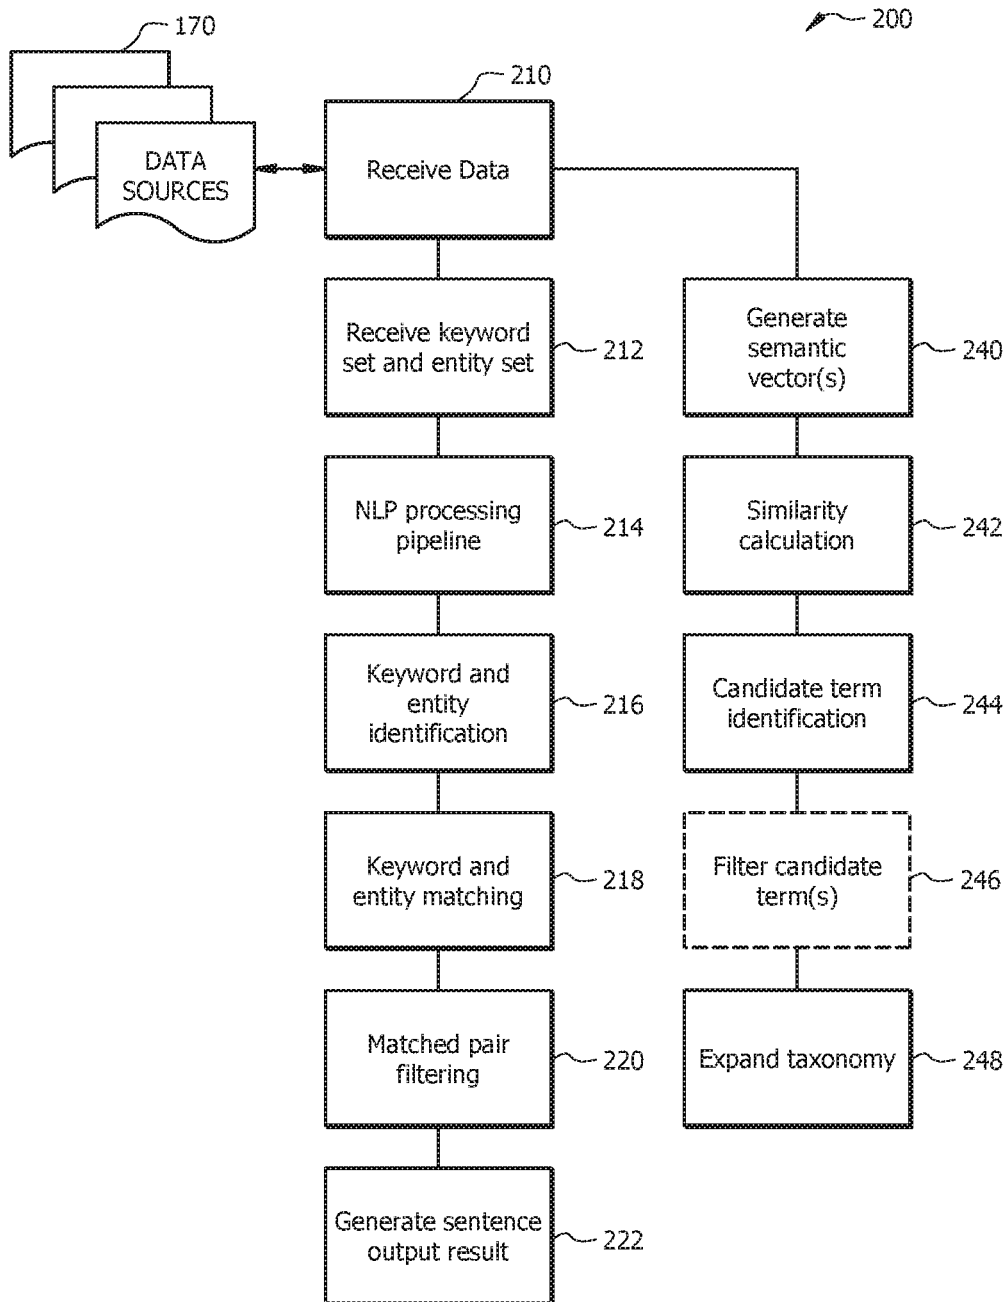 200
170
210
DATA
SOURCES
Receive Data
Receive keyword
set and entity set
212
Generate
semantic
vector(s)
240
NLP processing
pipeline
214
Similarity
calculation
242
Keyword and
entity
identification
216
Candidate term
identification
244
Keyword and
entity matching
218
Filter candidate
term(s)
246
Matched pair
filtering
220
Expand taxonomy
248
Generate sentence
output result
222